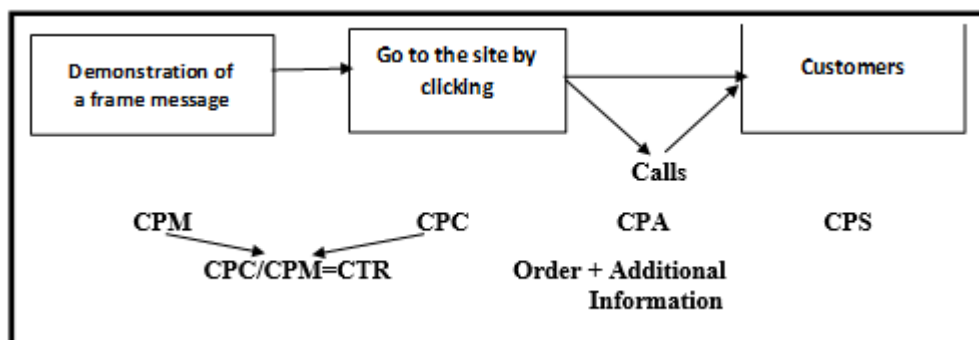 Demonstration of
a frame message
Go to the site by
clicking
Customers
Calls
CPM
CPC
CPA
CPS
CPC/CPM=CTR
Order + Additional
Information